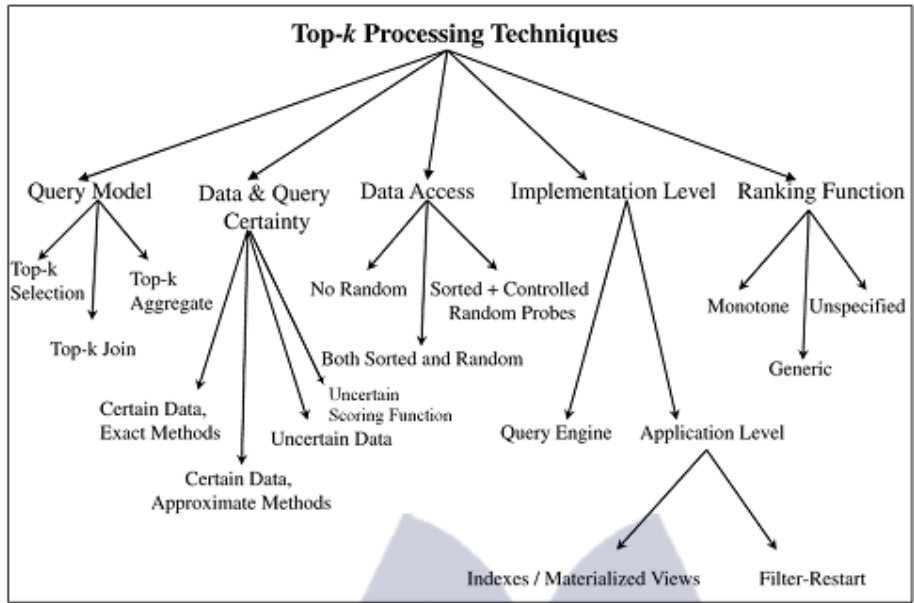 Top-k Processing Techniques
Query Model
Data & Query
Certainty
Data Access
Implementation Level
Ranking Function
Top-k
Selection
Top-k Join
Top-k
Aggregate
Certain Data,
Exact Methods
Certain Data,
Approximate Methods
Uncertain Data
Uncertain
Scoring Function
No Random
Both Sorted and Random
Sorted + Controlled
Random Probes
Query Engine
Application Level
Indexes / Materialized Views
Filter-Restart
Monotone
Generic
Unspecified